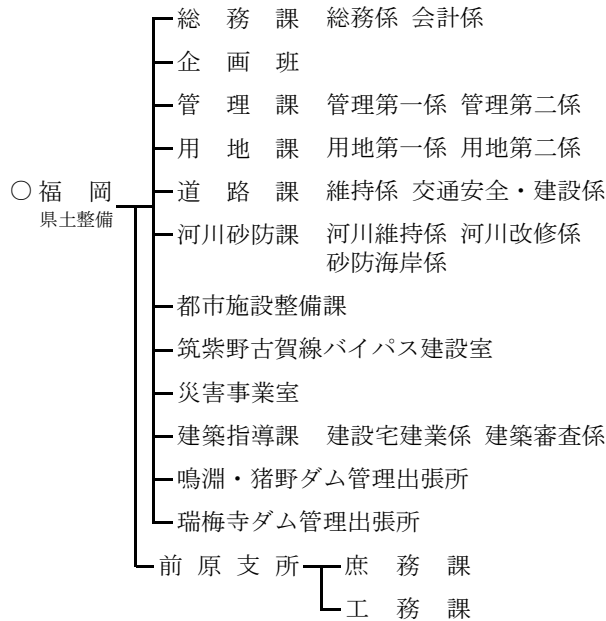 総務課 総務係 会計係
企画班
管理課 管理第一係 管理第二係
用地課 用地第一係 用地第二係
○福岡 道路課 維持係 交通安全・建設係
県土整備
河川砂防課 河川維持係 河川改修係
砂防海岸係
都市施設整備課
筑紫野古賀線バイパス建設室
災害事業室
建築指導課 建設宅建業係 建築審査係
鳴淵・猪野ダム管理出張所
瑞梅寺ダム管理出張所
前原支所 庶務課
工務課